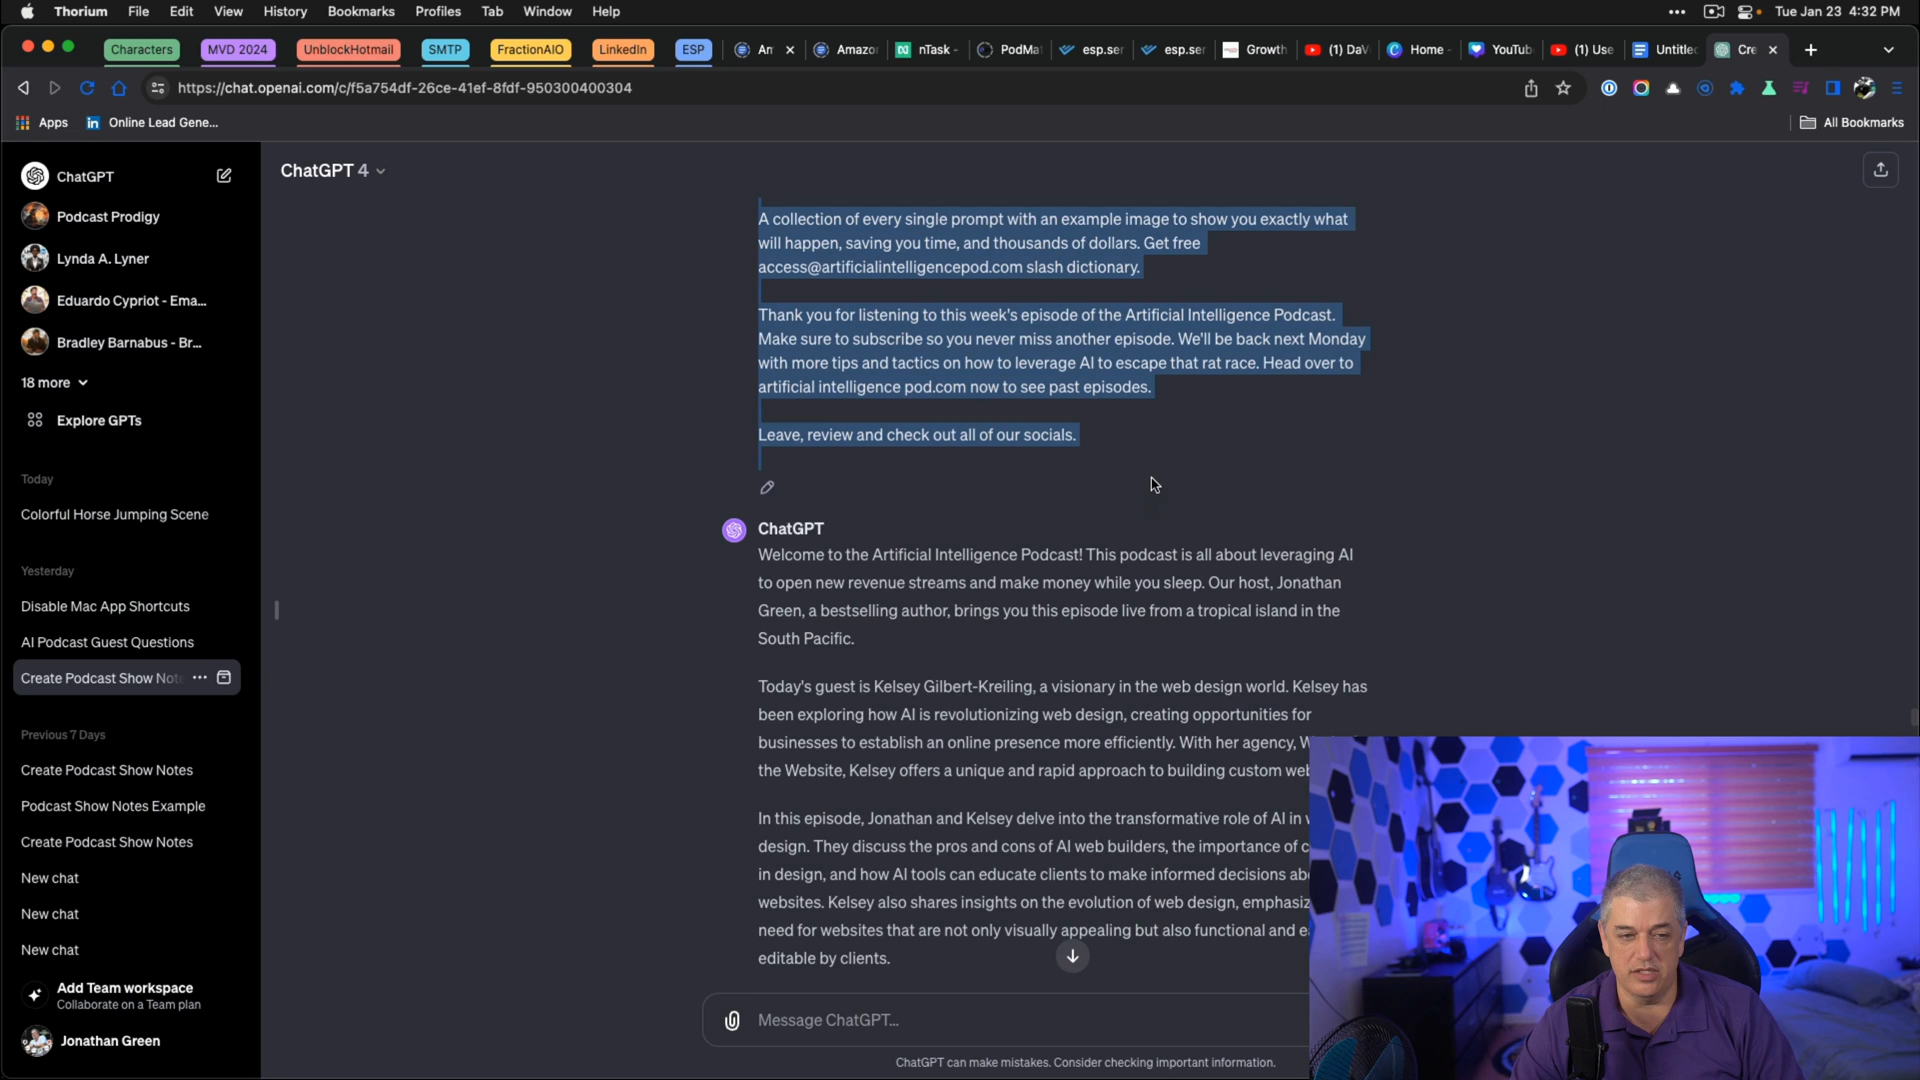 Thorium File Edit View History Bookmarks Profiles Tab Window Help
Tue Jan 23 4:32 PM
Characters MVD 2024 UnblockHotmail SMTP FractionAIO LinkedIn ESP An Amazo nTask - PodMa esp.ser esp.ser Growth (1) Da YouTub (1) Use Untitle Cre
Home
https://chat.openai.com/c/f5a754df-26ce-41ef-8fdf-950300400304
Apps Online Lead Gene...
All Bookmarks
ChatGPT
Podcast Prodigy
Lynda A. Lyner
Eduardo Cypriot - Ema...
Bradley Barnabus - Br...
18 more
Explore GPTs
Today
Colorful Horse Jumping Scene
Yesterday
Disable Mac App Shortcuts
AI Podcast Guest Questions
Create Podcast Show Not
Previous 7 Days
Create Podcast Show Notes
Podcast Show Notes Example
Create Podcast Show Notes
New chat
New chat
New chat
Add Team workspace
Collaborate on a Team plan
Jonathan Green
ChatGPT 4
A collection of every single prompt with an example image to show you exactly what
will happen, saving you time, and thousands of dollars. Get free
access@artificialintelligencepod.com slash dictionary.
Thank you for listening to this week's episode of the Artificial Intelligence Podcast.
Make sure to subscribe so you never miss another episode. We'll be back next Monday
with more tips and tactics on how to leverage AI to escape that rat race. Head over to
artificial intelligence pod.com now to see past episodes.
Leave, review and check out all of our socials.
ChatGPT
Welcome to the Artificial Intelligence Podcast! This podcast is all about leveraging AI
to open new revenue streams and make money while you sleep. Our host, Jonathan
Green, a bestselling author, brings you this episode live from a tropical island in the
South Pacific.
Today's guest is Kelsey Gilbert-Kreiling, a visionary in the web design world. Kelsey has
been exploring how AI is revolutionizing web design, creating opportunities for
businesses to establish an online presence more efficiently. With her agency, W
the Website, Kelsey offers a unique and rapid approach to building custom web
In this episode, Jonathan and Kelsey delve into the transformative role of AI in w
design. They discuss the pros and cons of AI web builders, the importance of c
in design, and how AI tools can educate clients to make informed decisions ab
websites. Kelsey also shares insights on the evolution of web design, emphasiz
need for websites that are not only visually appealing but also functional and e
editable by clients.
Message ChatGPT...
ChatGPT can make mistakes. Consider checking important information.